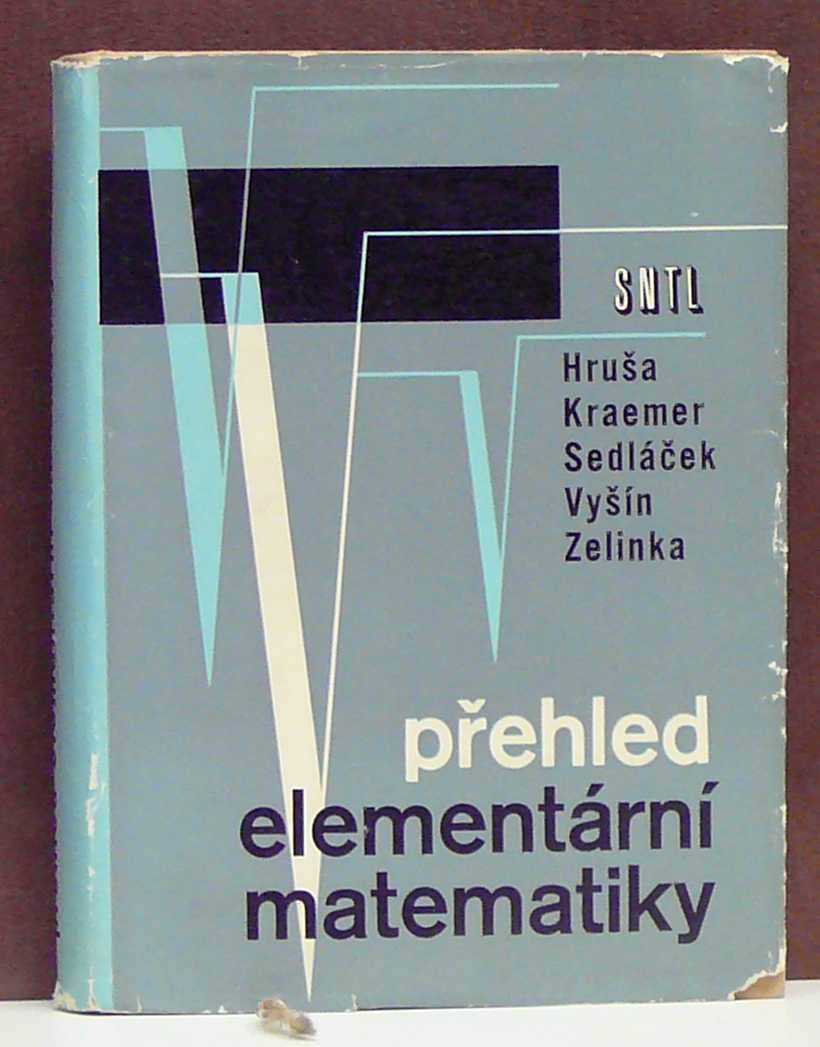 SNTL
Hruša
Kraemer
Sedláček
Vyšín
Zelinka
přehled
elementární
matematiky